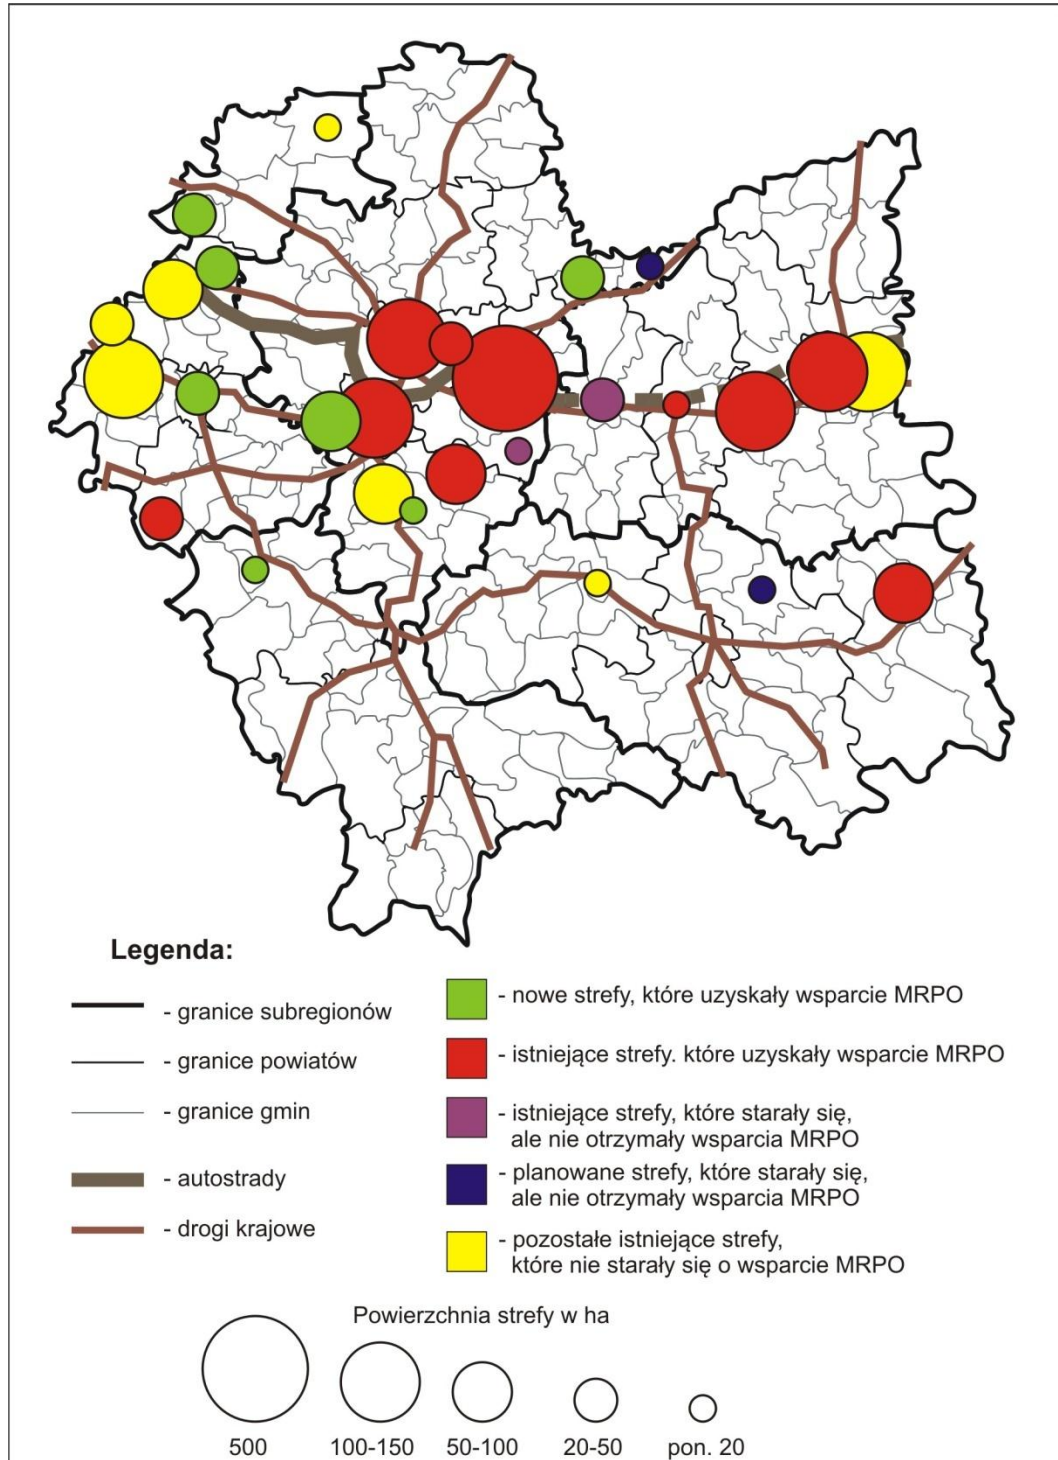 Legenda:
- granice subregionów
- granice powiatów
- granice gmin
- autostrady
- drogi krajowe
- nowe strefy, które uzyskały wsparcie MRPO
- istniejące strefy. które uzyskały wsparcie MRPO
- istniejące strefy, które starały się,
ale nie otrzymały wsparcia MRPO
- planowane strefy, które starały się,
ale nie otrzymały wsparcia MRPO
- pozostałe istniejące strefy,
które nie starały się o wsparcie MRPO
Powierzchnia strefy w ha
500 100-150 50-100 20-50 pon. 20